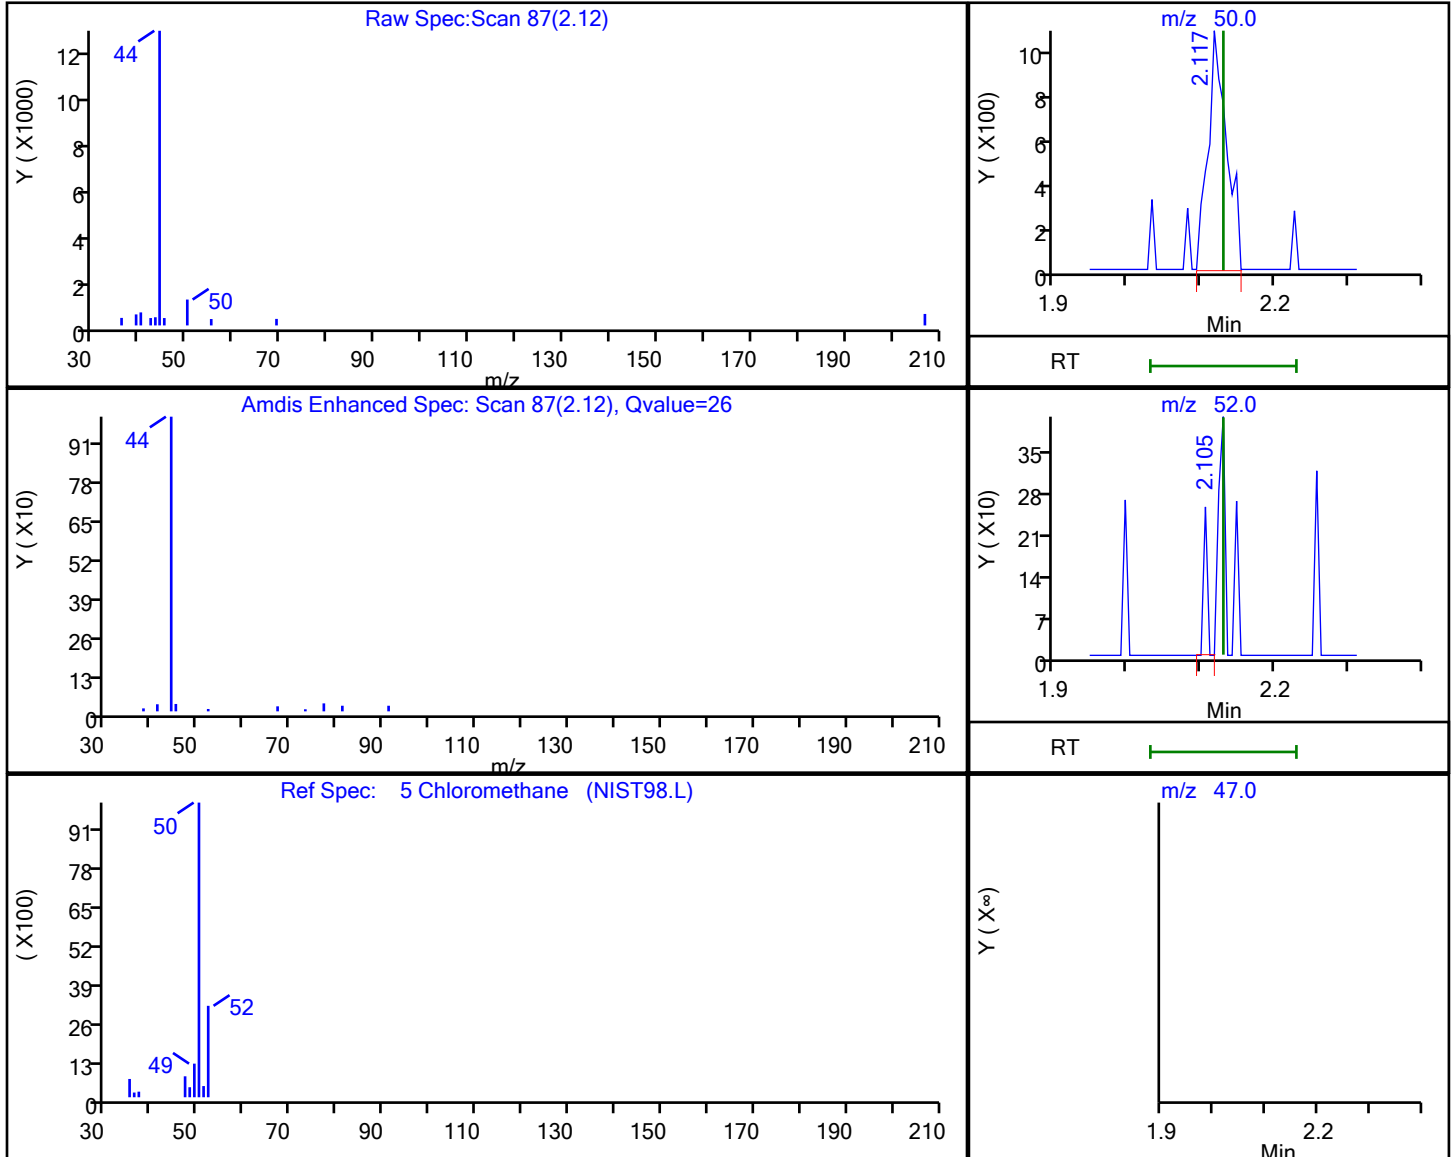 Raw Spec:Scan 87(2.12)
Y ( X1000)
12
10
8
6
4
2
0
44
50
30 50 70 90 110 130 150 170 190 210
m/z
m/z 50.0
Y ( X100)
10
8
6
4
2
0
2.117
1.9 2.2
Min
RT
Amdis Enhanced Spec: Scan 87(2.12), Qvalue=26
Y ( X10)
91
78
65
52
39
26
13
0
44
30 50 70 90 110 130 150 170 190 210
m/z
m/z 52.0
Y ( X10)
35
28
21
14
7
0
2.105
1.9 2.2
Min
RT
Ref Spec: 5 Chloromethane (NIST98.L)
( X100)
91
78
65
52
39
26
13
0
50
52
49
30 50 70 90 110 130 150 170 190 210
m/z 47.0
Y ( X∞)
1.9 2.2
Min